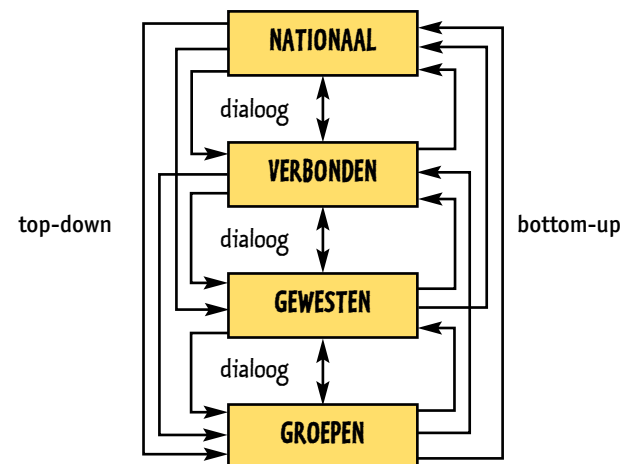 NATIONAAL
dialoog
VERBONDEN
top-down
bottom-up
dialoog
GEWESTEN
dialoog
GROEPEN